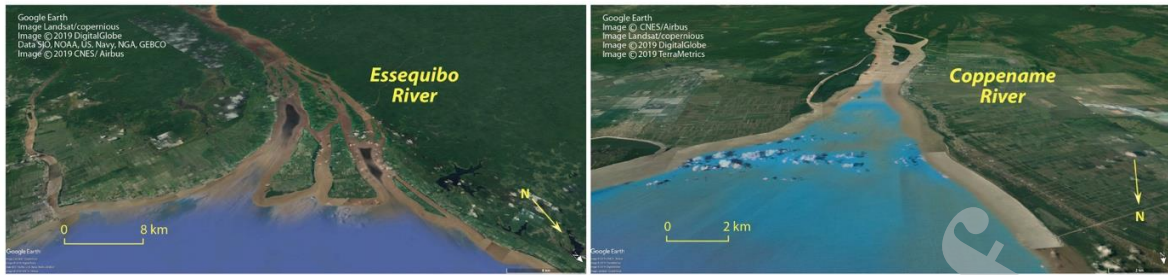 Google Earth
Image Landsat/copernicus
Image © 2019 DigitalGlobe
Data SIO, NOAA, US. Navy, NGA, GEBCO
Image © 2019 CNES/ Airbus
Essequibo
River
N
0 8 km
Google Earth
Google Earth
Image © CNES/Airbus
Image Landsat/copernicus
Image © 2019 DigitalGlobe
Image © 2019 TerraMetrics
Coppename
River
N
0 2 km
Google Earth